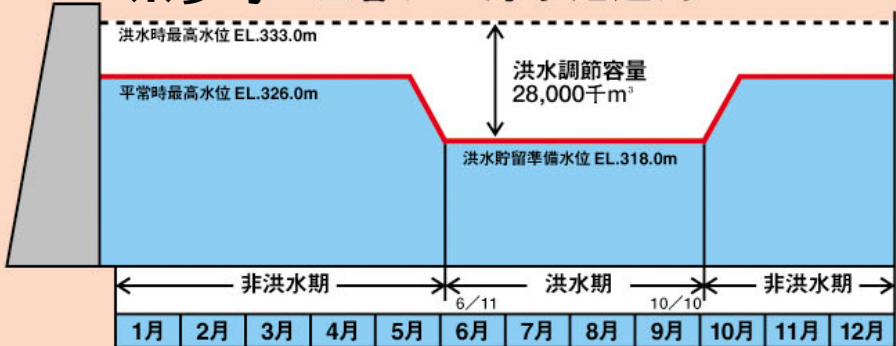 洪水時最高水位 EL.333.0m
平常時最高水位 EL.326.0m
洪水調節容量
28,000千m³
洪水貯留準備水位 EL.318.0m
非洪水期
洪水期
非洪水期
6／11
10／10
1月 2月 3月 4月 5月 6月 7月 8月 9月 10月 11月 12月